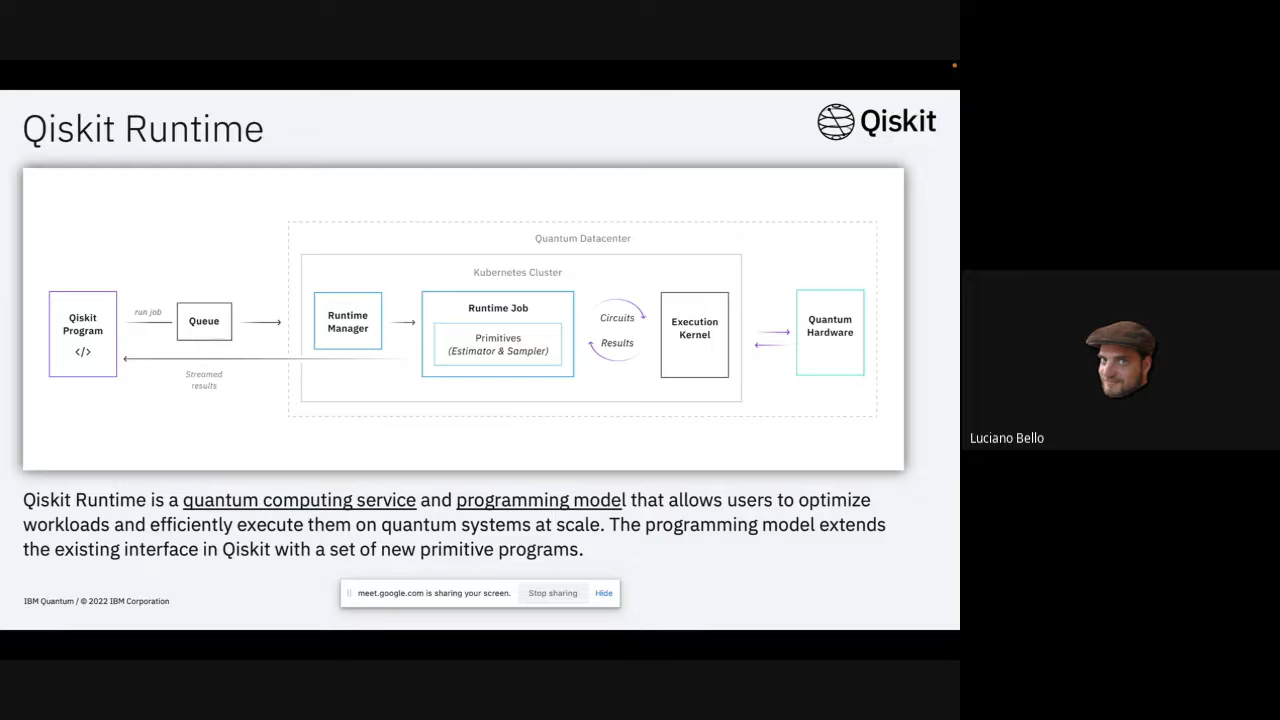 Qiskit Runtime
Qiskit
Quantum Datacenter
Kubernetes Cluster
Qiskit
Program
</>
run job
Queue
Streamed
results
Runtime
Manager
Runtime Job
Primitives
(Estimator & Sampler)
Circuits
Results
Execution
Kernel
Quantum
Hardware
Qiskit Runtime is a quantum computing service and programming model that allows users to optimize
workloads and efficiently execute them on quantum systems at scale. The programming model extends
the existing interface in Qiskit with a set of new primitive programs.
meet.google.com is sharing your screen. Stop sharing Hide
IBM Quantum / © 2022 IBM Corporation
Luciano Bello